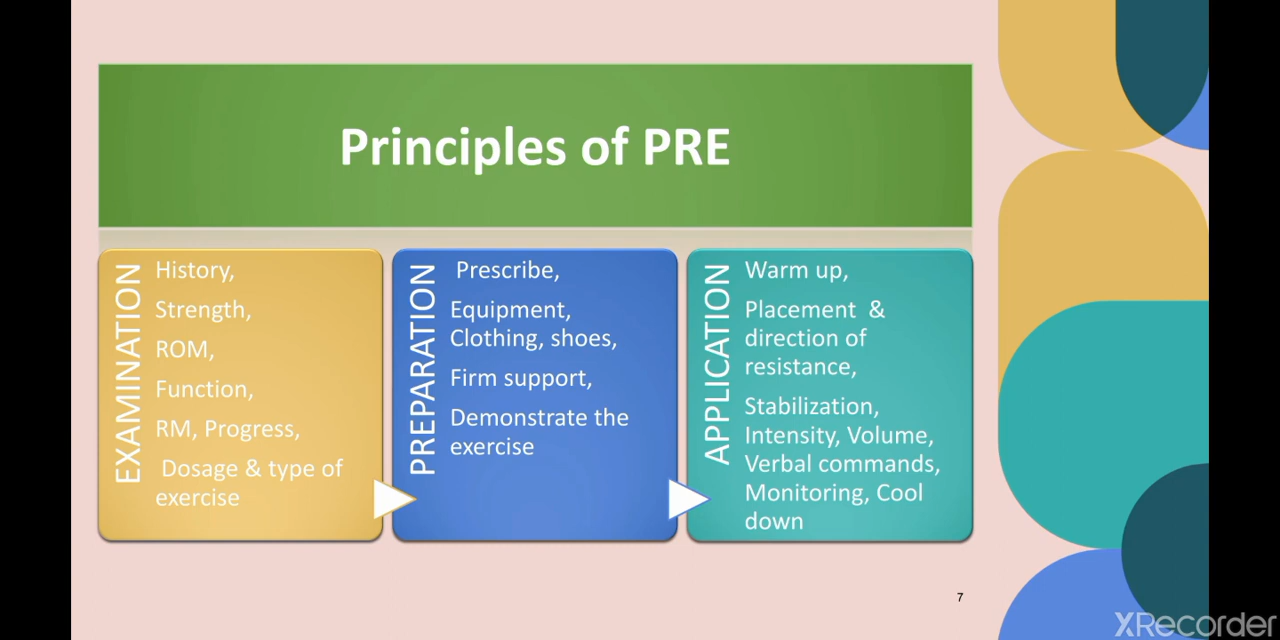 Principles of PRE
EXAMINATION
History,
Strength,
ROM,
Function,
RM, Progress,
Dosage & type of
exercise
PREPARATION
Prescribe,
Equipment,
Clothing, shoes,
Firm support,
Demonstrate the
exercise
APPLICATION
Warm up,
Placement & 
direction of
resistance,
Stabilization,
Intensity, Volume,
Verbal commands,
Monitoring, Cool
down
7
XRecorder